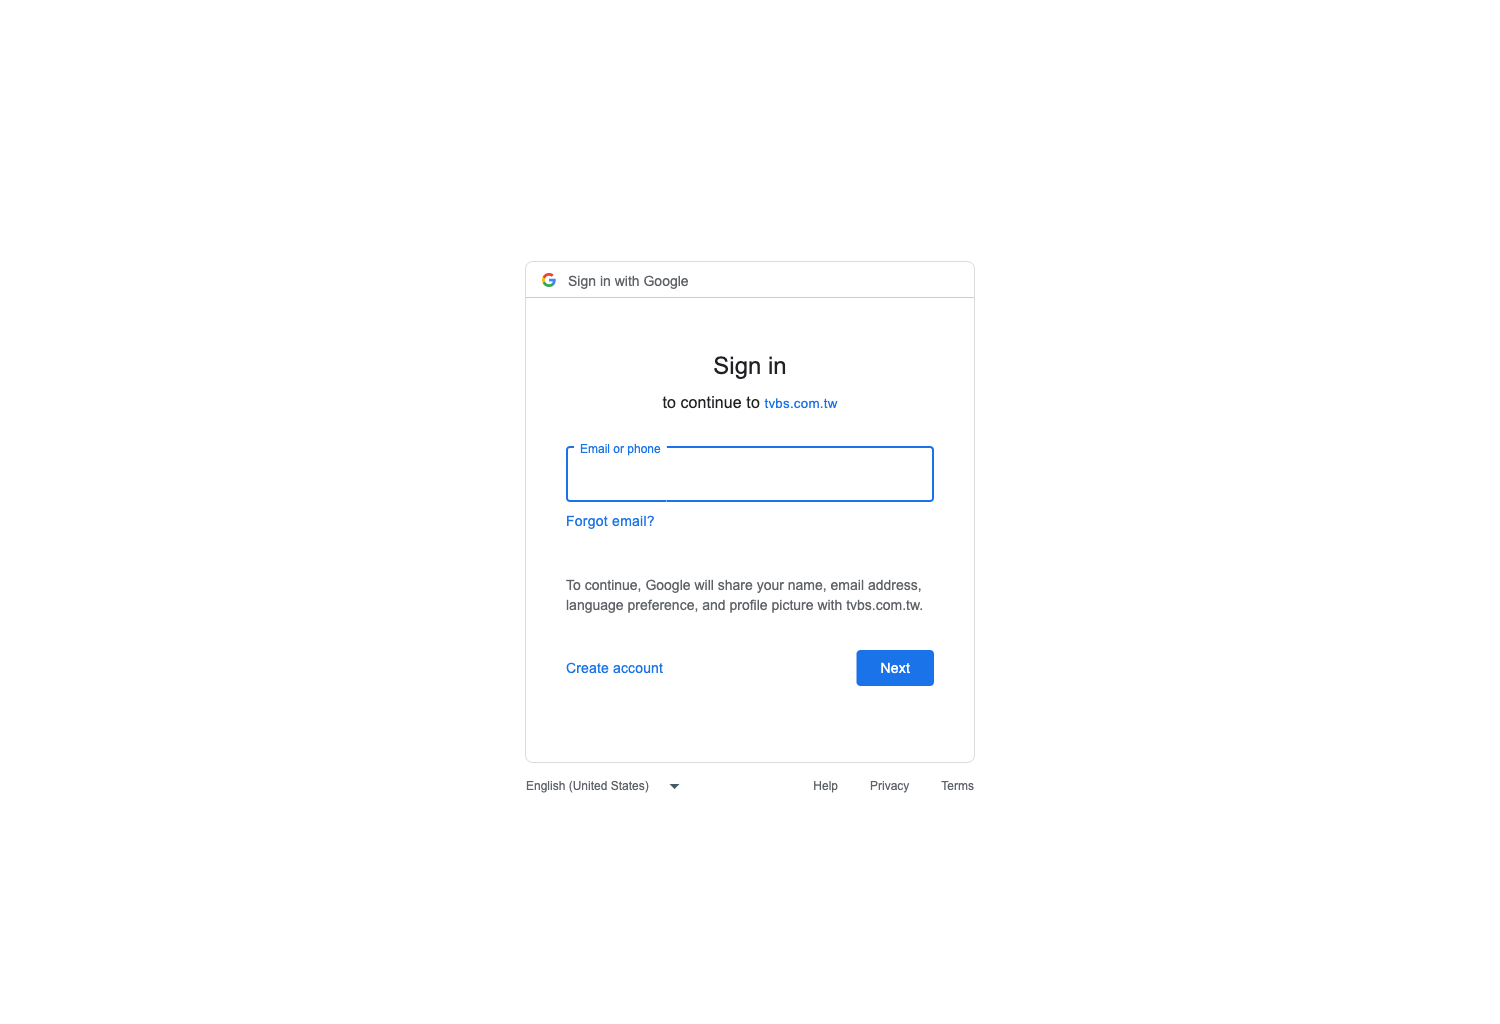 Sign in with Google
Sign in
to continue to tvbs.com.tw
Email or phone
Forgot email?
To continue, Google will share your name, email address,
language preference, and profile picture with tvbs.com.tw.
Create account
Next
English (United States)
Help
Privacy
Terms